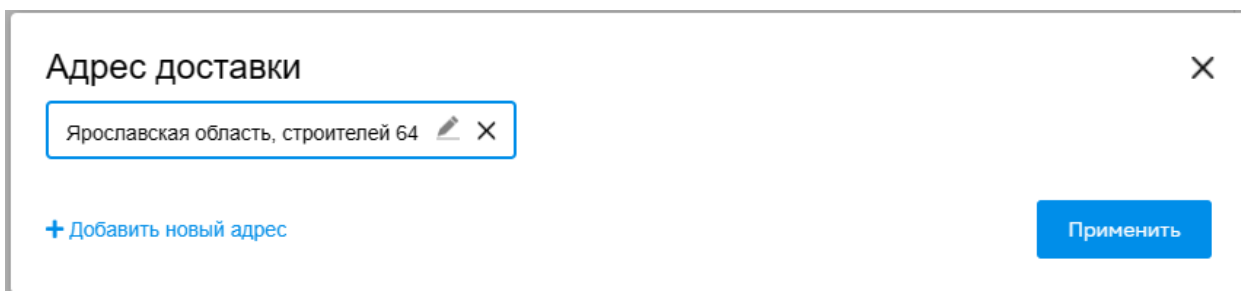 Адрес доставки
Ярославская область, строителей 64
Добавить новый адрес
Применить